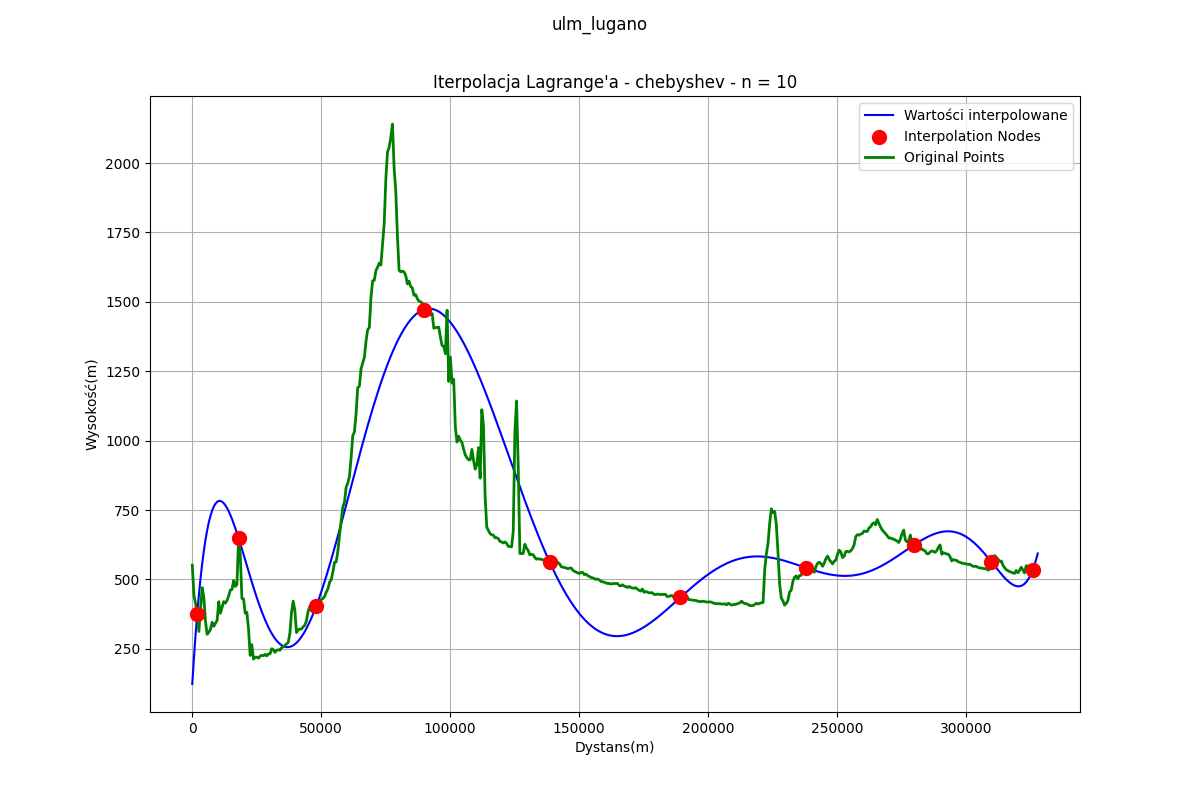 ulm_lugano
Iterpolacja Lagrange'a - chebyshev - n = 10
Wartości interpolowane
Interpolation Nodes
Original Points
2000
1750
1500
1250
1000
750
500
250
Wysokość(m)
0 50000 100000 150000 200000 250000 300000
Dystans(m)